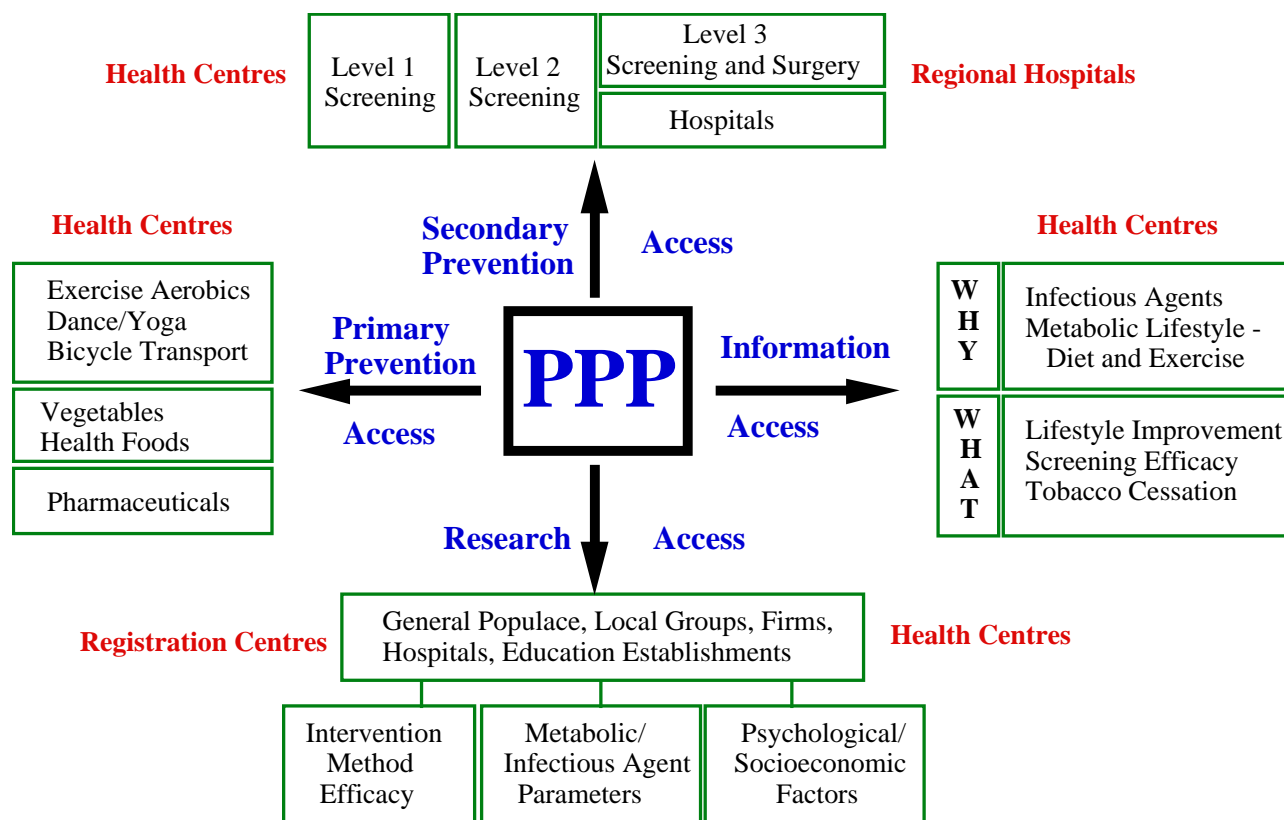 Health Centres
Level 1
Screening
Level 2
Screening
Level 3
Screening and Surgery
Hospitals
Regional Hospitals
Health Centres
Exercise Aerobics
Dance/Yoga
Bicycle Transport
Vegetables
Health Foods
Pharmaceuticals
Secondary
Prevention
Access
Primary
Prevention
Access
PPP
Information
Access
Health Centres
WHY
Infectious Agents
Metabolic Lifestyle -
Diet and Exercise
WHAT
Lifestyle Improvement
Screening Efficacy
Tobacco Cessation
Research
Access
Registration Centres
General Populace, Local Groups, Firms,
Hospitals, Education Establishments
Health Centres
Intervention
Method
Efficacy
Metabolic/
Infectious Agent
Parameters
Psychological/
Socioeconomic
Factors